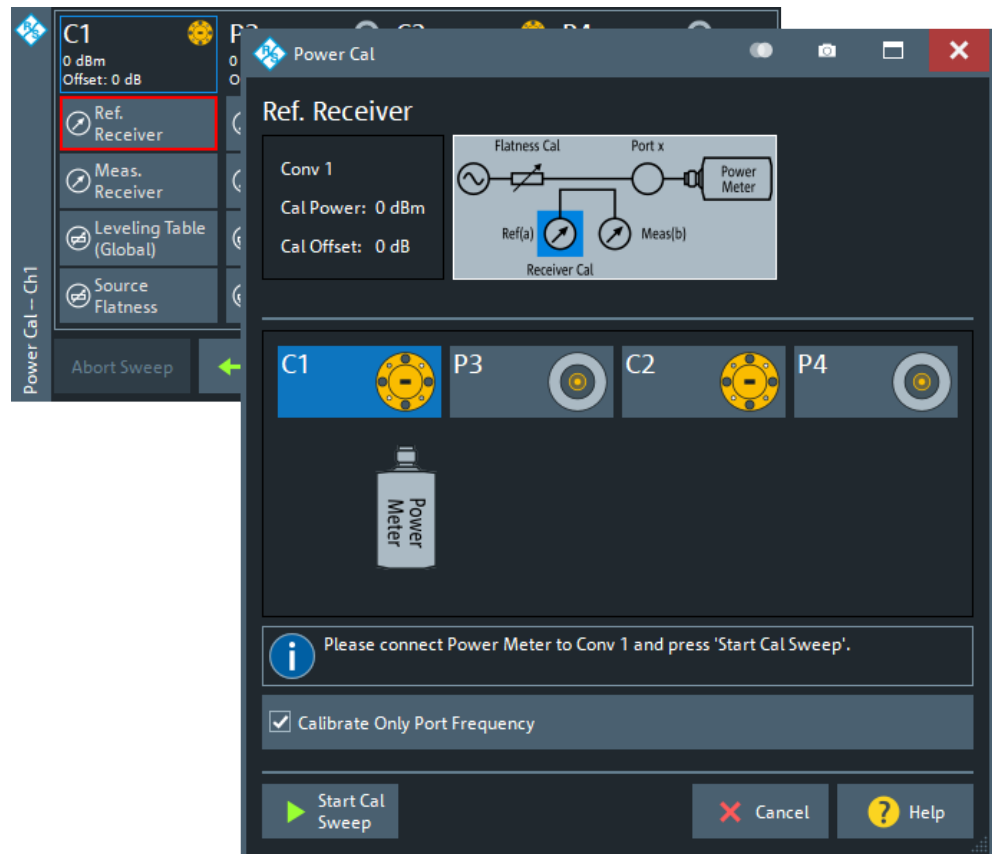 C1
0 dBm
Offset: 0 dB
Ref.
Receiver
Meas.
Receiver
Leveling Table
(Global)
Source
Flatness
Power Cal – Ch1
Abort Sweep
R/S
Power Cal
Ref. Receiver
Conv 1
Cal Power: 0 dBm
Cal Offset: 0 dB
Flatness Cal
Port x
Power
Meter
Ref(a)
Meas(b)
Receiver Cal
C1
P3
C2
P4
Power
Meter
Please connect Power Meter to Conv 1 and press 'Start Cal Sweep'.
Calibrate Only Port Frequency
Start Cal
Sweep
Cancel
Help